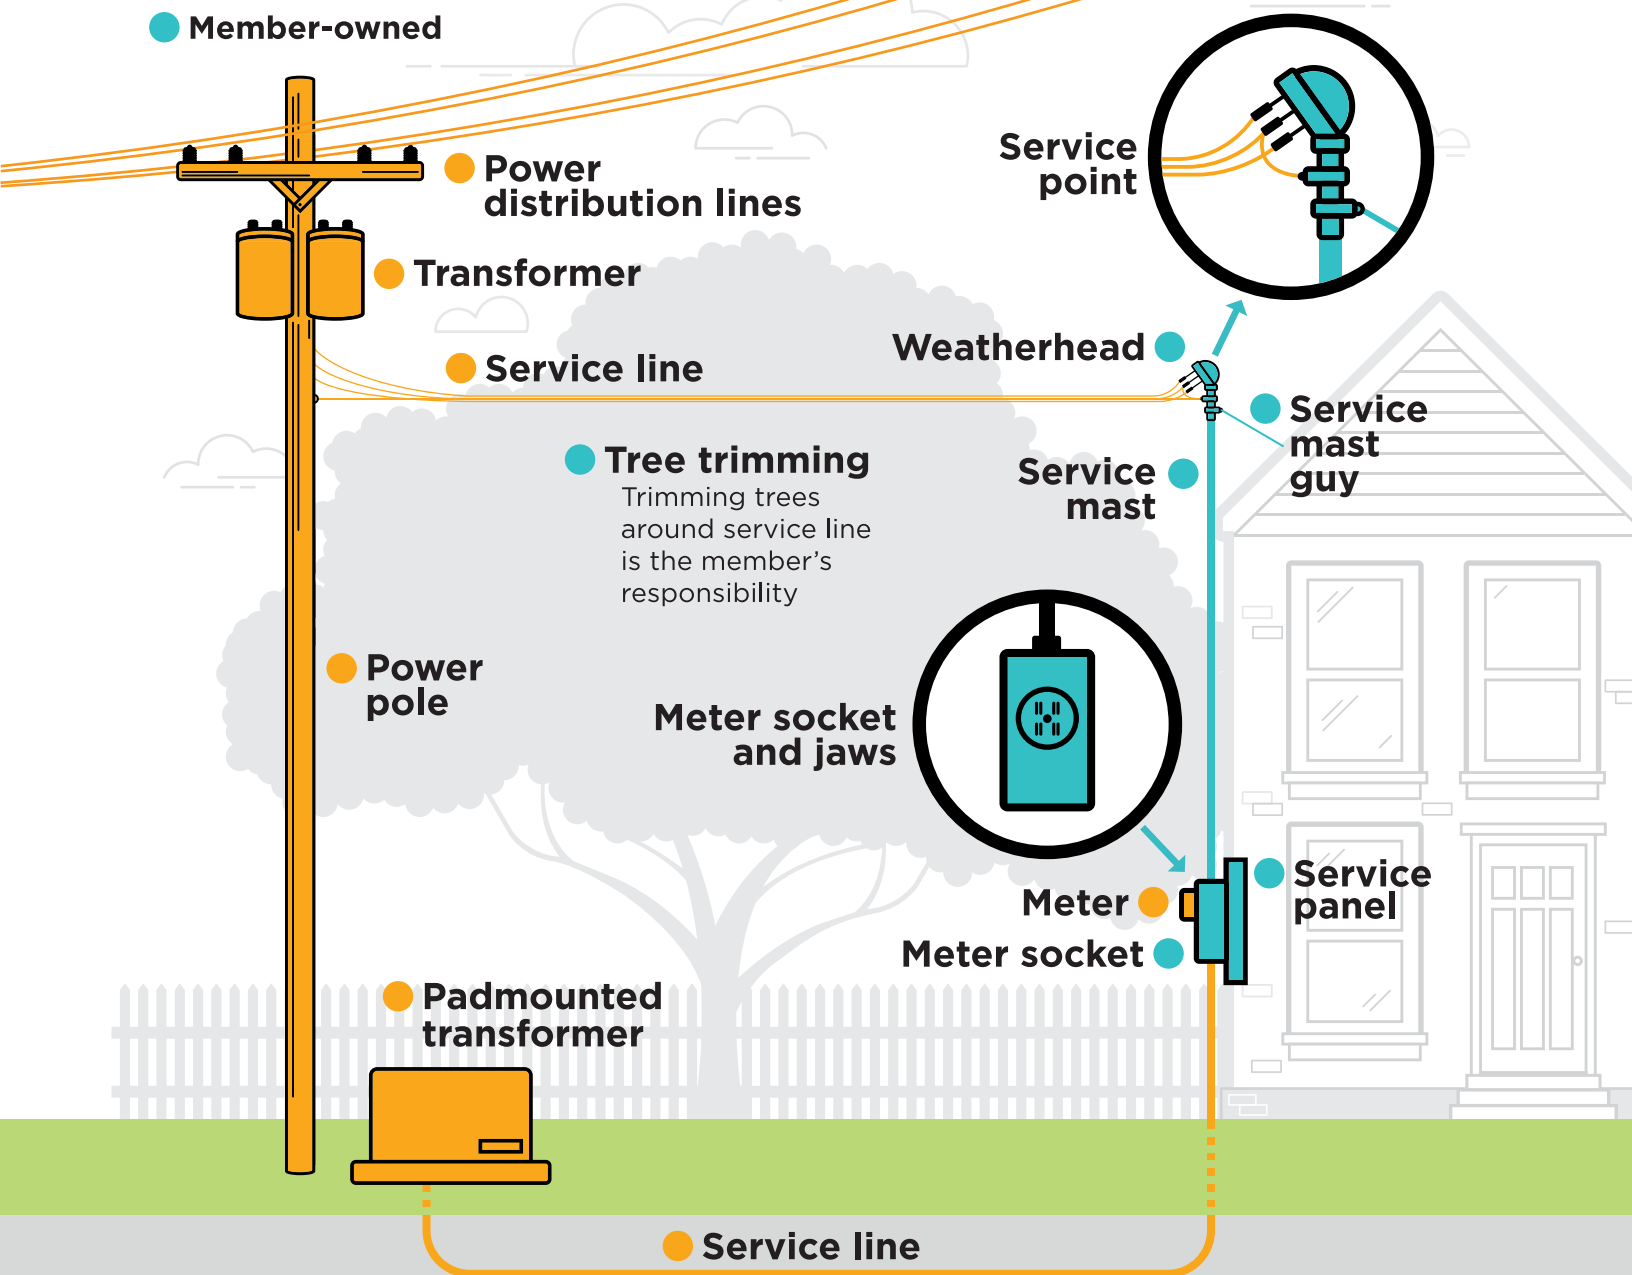 Member-owned
Power
distribution lines
Service
point
Transformer
Weatherhead
Service line
Service
mast
guy
Tree trimming
Trimming trees
around service line
is the member's
responsibility
Service
mast
Power
pole
Meter socket
and jaws
Service
panel
Meter
Meter socket
Padmounted
transformer
Service line